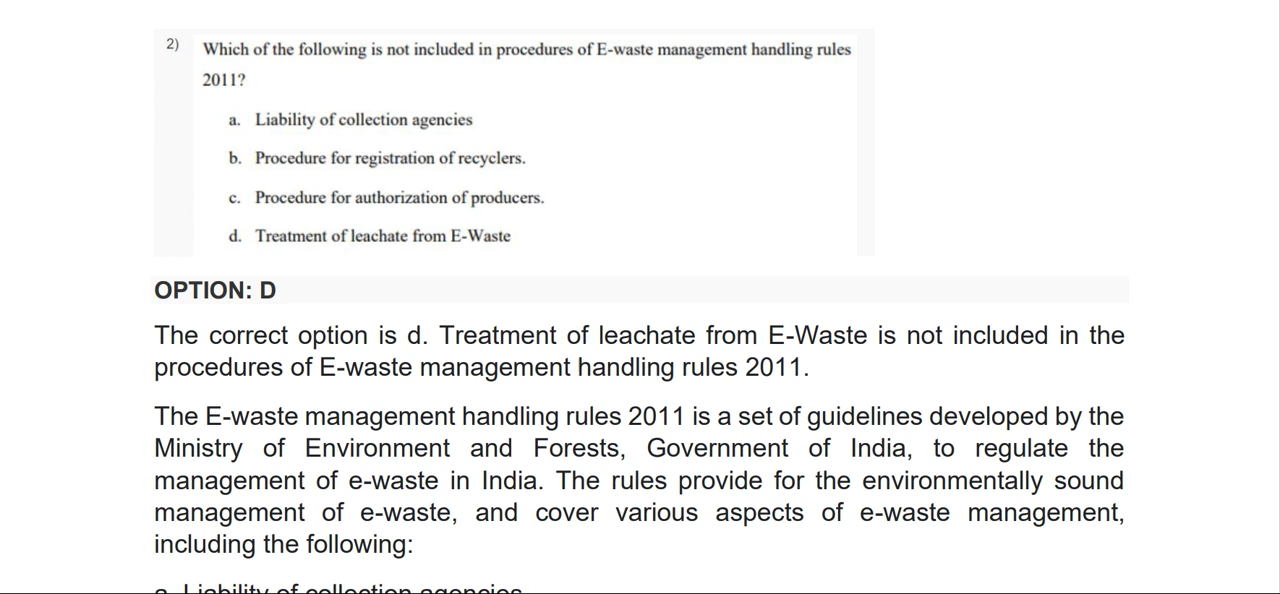 2) Which of the following is not included in procedures of E-waste management handling rules
2011?
a. Liability of collection agencies
b. Procedure for registration of recyclers.
c. Procedure for authorization of producers.
d. Treatment of leachate from E-Waste
OPTION: D
The correct option is d. Treatment of leachate from E-Waste is not included in the
procedures of E-waste management handling rules 2011.
The E-waste management handling rules 2011 is a set of guidelines developed by the
Ministry of Environment and Forests, Government of India, to regulate the
management of e-waste in India. The rules provide for the environmentally sound
management of e-waste, and cover various aspects of e-waste management,
including the following:
a. Liability of collection agencies